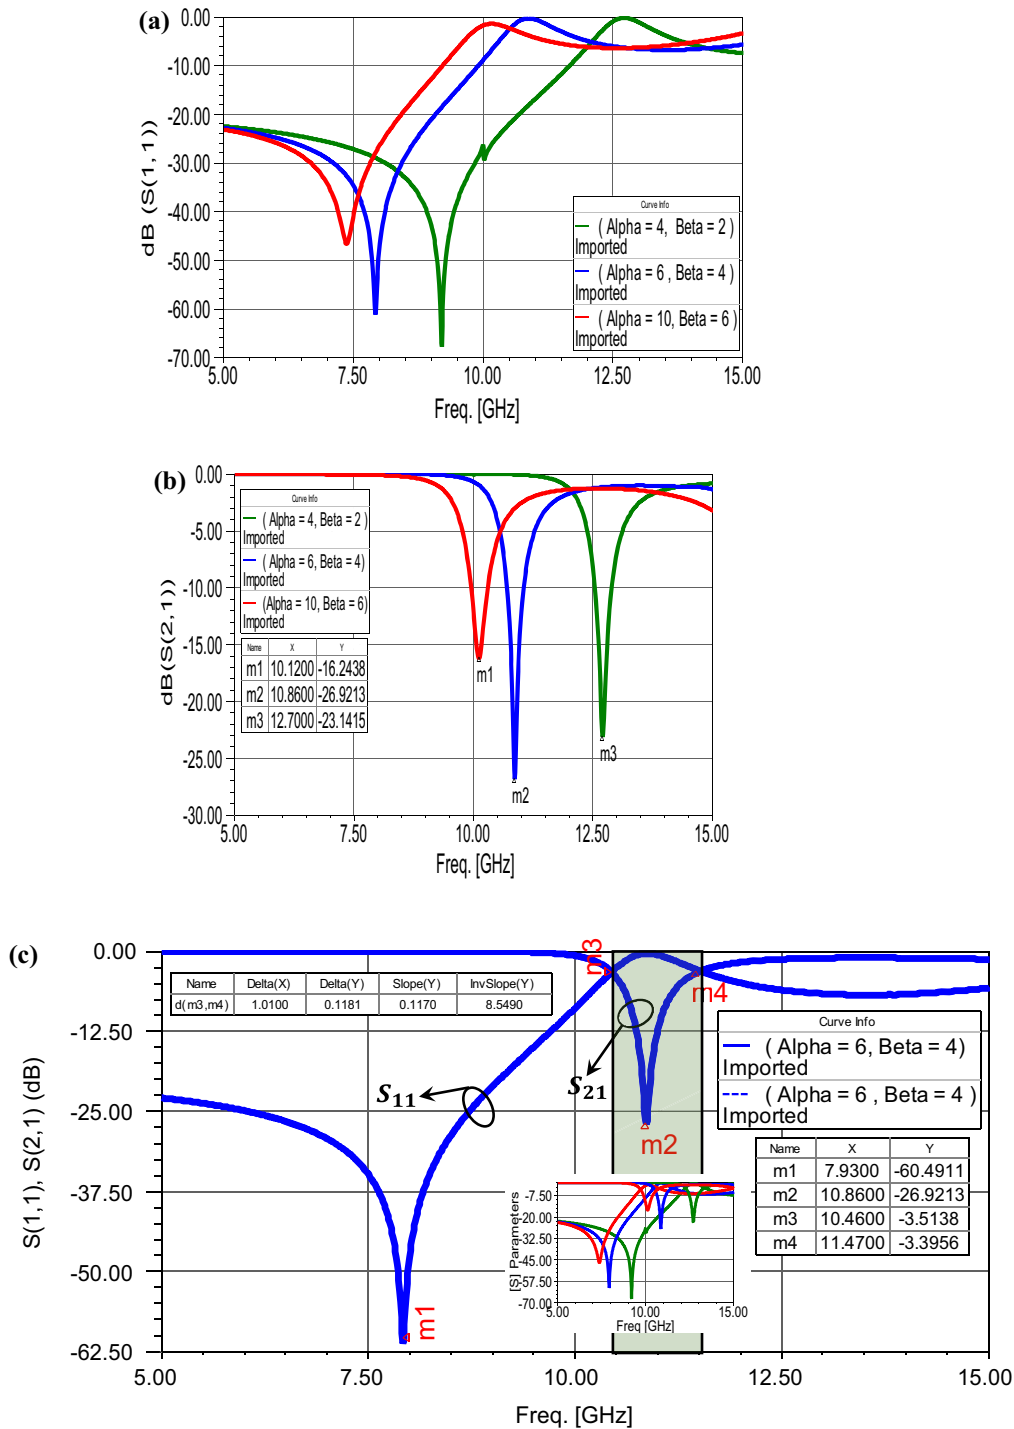 (a)
0.00
-10.00
-20.00
-30.00
-40.00
-50.00
-60.00
-70.00
dB (S(1,1))
Curve Info
( Alpha = 4, Beta = 2 )
Imported
( Alpha = 6 , Beta = 4 )
Imported
( Alpha = 10, Beta = 6 )
Imported
5.00 7.50 10.00 12.50 15.00
Freq. [GHz]
(b)
0.00
-5.00
-10.00
-15.00
-20.00
-25.00
-30.00
dB(S(2,1))
Curve Info
( Alpha = 4, Beta = 2 )
Imported
( Alpha = 6, Beta = 4)
Imported
(Alpha = 10, Beta = 6)
Imported
Name X Y
m1 10.1200 -16.2438
m2 10.8600 -26.9213
m3 12.7000 -23.1415
m1
m2
m3
5.00 7.50 10.00 12.50 15.00
Freq. [GHz]
(c)
0.00
-12.50
-25.00
-37.50
-50.00
-62.50
S(1,1), S(2,1) (dB)
Name Delta(X) Delta(Y) Slope(Y) InvSlope(Y)
d(m3,m4) 1.0100 0.1181 0.1170 8.5490
m3
m4
S11
S21
m2
m1
Curve Info
( Alpha = 6, Beta = 4)
Imported
( Alpha = 6 , Beta = 4 )
Imported
Name X Y
m1 7.9300 -60.4911
m2 10.8600 -26.9213
m3 10.4600 -3.5138
m4 11.4700 -3.3956
[S] Parameters
-7.50
-20.00
-32.50
-45.00
-57.50
-70.00
5.00 10.00 15.00
Freq [GHz]
5.00 7.50 10.00 12.50 15.00
Freq. [GHz]